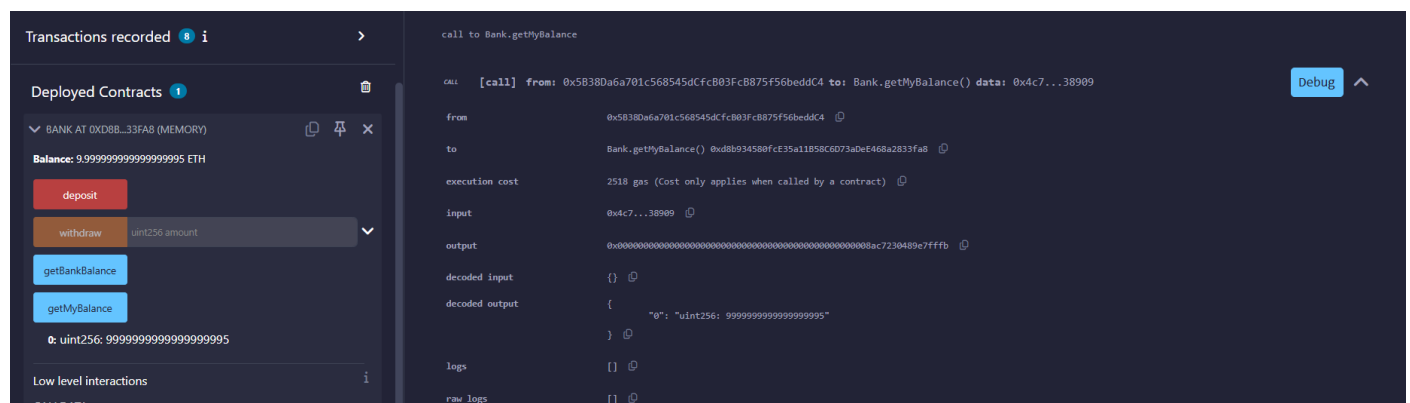 Transactions recorded 8 i
Deployed Contracts 1
BANK AT 0XD8B...33FA8 (MEMORY)
Balance: 9.999999999999999995 ETH
deposit
withdraw uint256 amount
getBankBalance
getMyBalance
0: uint256: 9999999999999999995
Low level interactions i
call to Bank.getMyBalance
CALL [call] from: 0x5B38Da6a701c568545dCfcB03FcB875f56beddC4 to: Bank.getMyBalance() data: 0x4c7...38909
Debug
from 0x5B38Da6a701c568545dCfcB03FcB875f56beddC4
to Bank.getMyBalance() 0xd8b934580fcE35a11B58C6D73aDeE468a2833fa8
execution cost 2518 gas (Cost only applies when called by a contract)
input 0x4c7...38909
output 0x0000000000000000000000000000000000000000000000008ac7230489e7fffb
decoded input {}
decoded output {
"0": "uint256: 9999999999999999995"
}
logs []
raw logs []